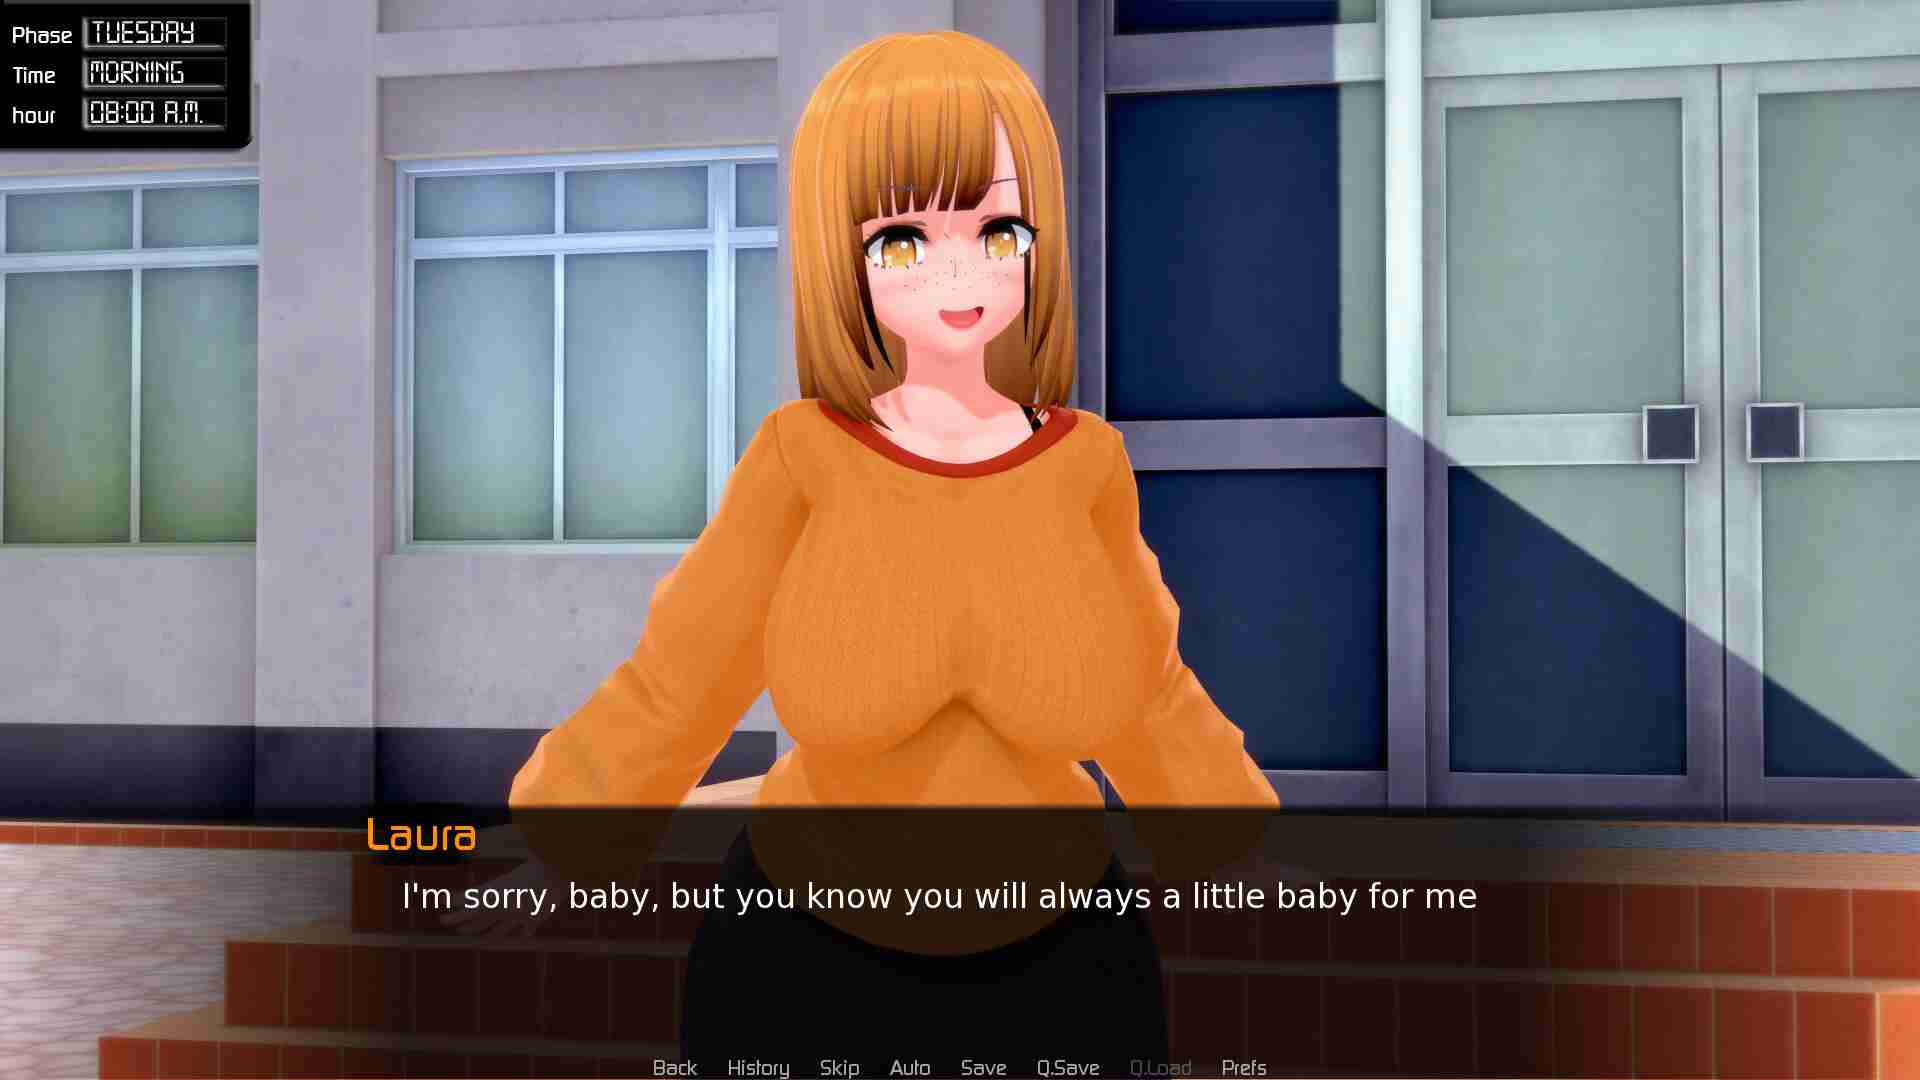 Phase TUESDAY
Time MORNING
hour 08:00 A.M.
Laura
I'm sorry, baby, but you know you will always a little baby for me
Back History Skip Auto Save Q.Save Q.Load Prefs